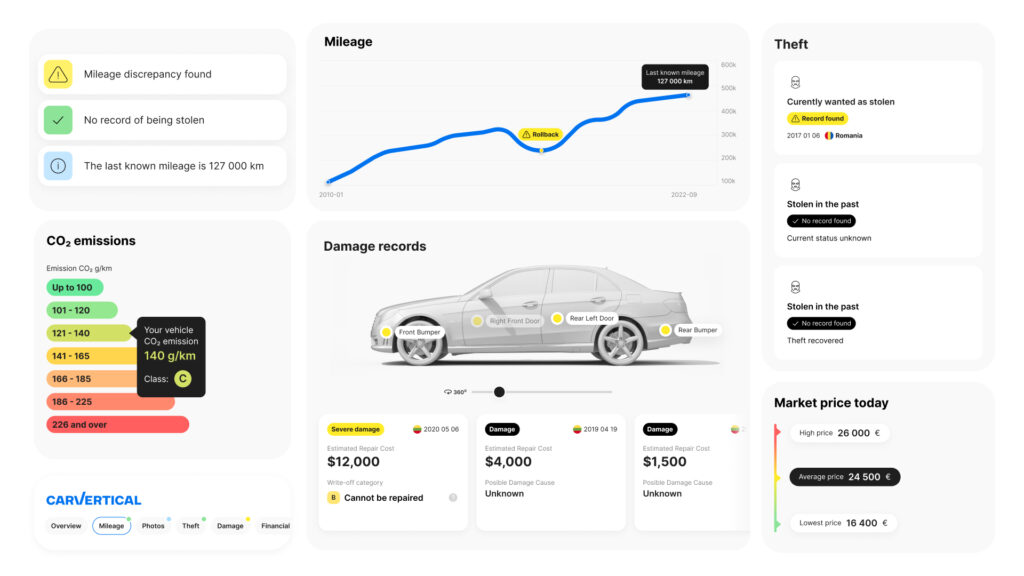 Mileage discrepancy found
No record of being stolen
The last known mileage is 127 000 km
Mileage
Last known mileage
127 000 km
Rollback
600k
500k
400k
300k
200k
100k
2010-01
2022-09
Theft
Curently wanted as stolen
Record found
2017 01 06 Romania
Stolen in the past
No record found
Current status unknown
Stolen in the past
No record found
Theft recovered
CO₂ emissions
Emission CO₂ g/km
Up to 100
101 - 120
121 - 140
141 - 165
166 - 185
186 - 225
226 and over
Your vehicle
CO₂ emission
140 g/km
Class: C
Damage records
Front Bumper
Right Front Door
Rear Left Door
Rear Bumper
360°
Severe damage 2020 05 06
Estimated Repair Cost
$12,000
Write-off category
B Cannot be repaired ?
Damage 2019 04 19
Estimated Repair Cost
$4,000
Posible Damage Cause
Unknown
Damage
Estimated Repair Cost
$1,500
Posible Damage Cause
Unknown
Market price today
High price 26 000 €
Average price 24 500 €
Lowest price 16 400 €
CARVERTICAL
Overview Mileage Photos Theft Damage Financial